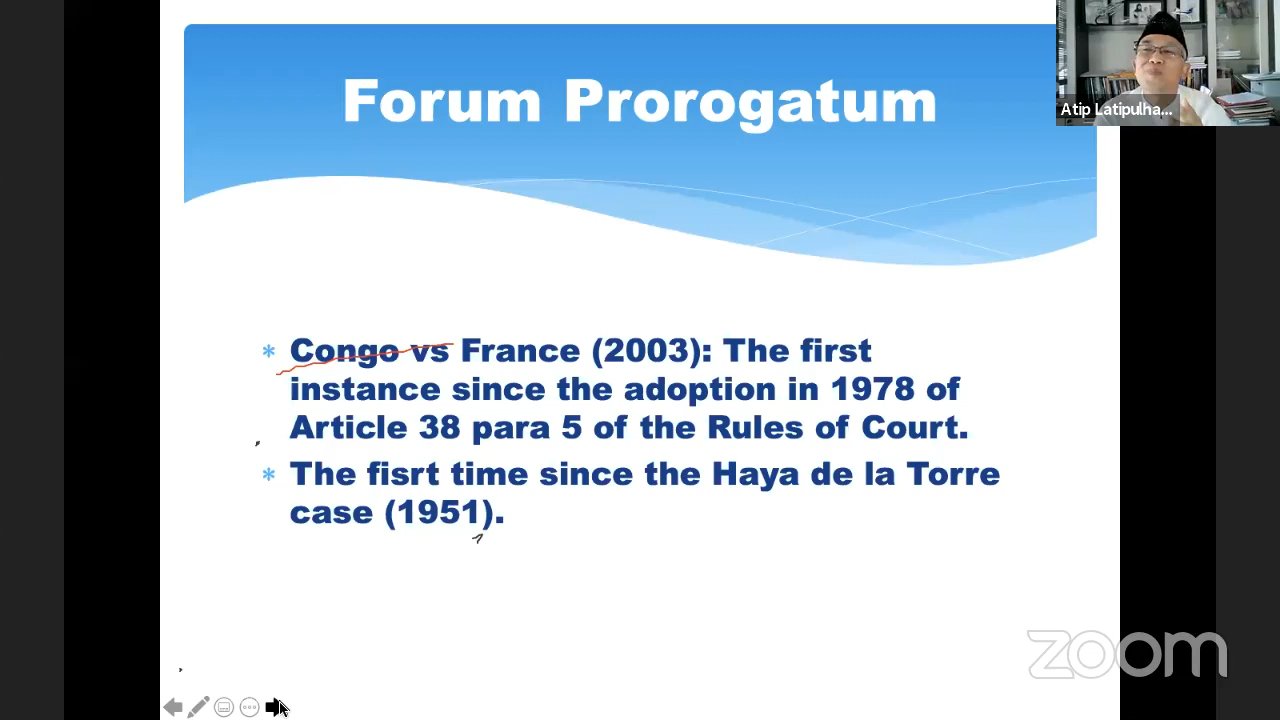 Forum Prorogatum
Atip Latipulha...
* Congo vs France (2003): The first
instance since the adoption in 1978 of
Article 38 para 5 of the Rules of Court.
* The fisrt time since the Haya de la Torre
case (1951).
zoom